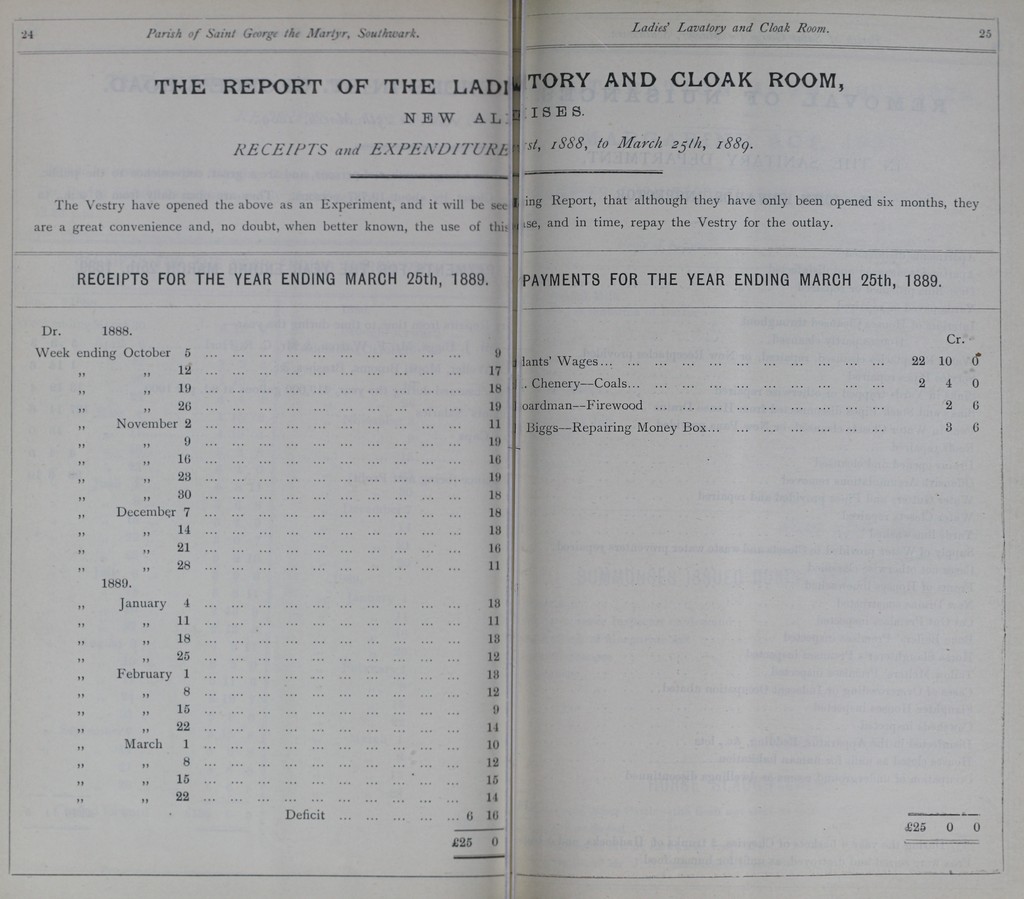 24 Parish of Saint George the Martyr, Southwark.
THE REPORT OF THE LADI
NEW AL
RECEIPTS and EXPENDITURE
The Vestry have opened the above as an Experiment, and it will be see
are a great convenience and, no doubt, when better known, the use of this
RECEIPTS FOR THE YEAR ENDING MARCH 25th, 1889.
Dr. 1888.
Week ending October 5 ... 9
„ „ 12 ... 17
„ „ 19 ... 18
„ „ 26 ... 19
„ November 2 ... 11
„ „ 9 ... 19
„ „ 16 ... 16
„ „ 23 ... 19
„ „ 30 ... 18
„ December 7 ... 18
„ „ 14 ... 13
„ „ 21 ... 16
„ „ 28 ... 11
1889.
„ January 4 ... 13
„ „ 11 ... 11
„ „ 18 ... 13
„ „ 25 ... 12
„ February 1 ... 13
„ „ 8 ... 12
„ „ 15 ... 9
„ „ 22 ... 14
„ March 1 ... 10
„ „ 8 ... 12
„ „ 15 ... 15
„ „ 22 ... 14
Deficit ... 6 16
£25 0
Ladies' Lavatory and Cloak Room. 25
TORY AND CLOAK ROOM,
ISES.
st, 1888, to March 25th, 1889.
ing Report, that although they have only been opened six months, they
ase, and in time, repay the Vestry for the outlay.
PAYMENTS FOR THE YEAR ENDING MARCH 25th, 1889.
Cr.
dants' Wages ... 22 10 0
. Chenery—Coals ... 2 4 0
oardman—Firewood ... 2 6
Biggs—Repairing Money Box ... 3 6
£25 0 0